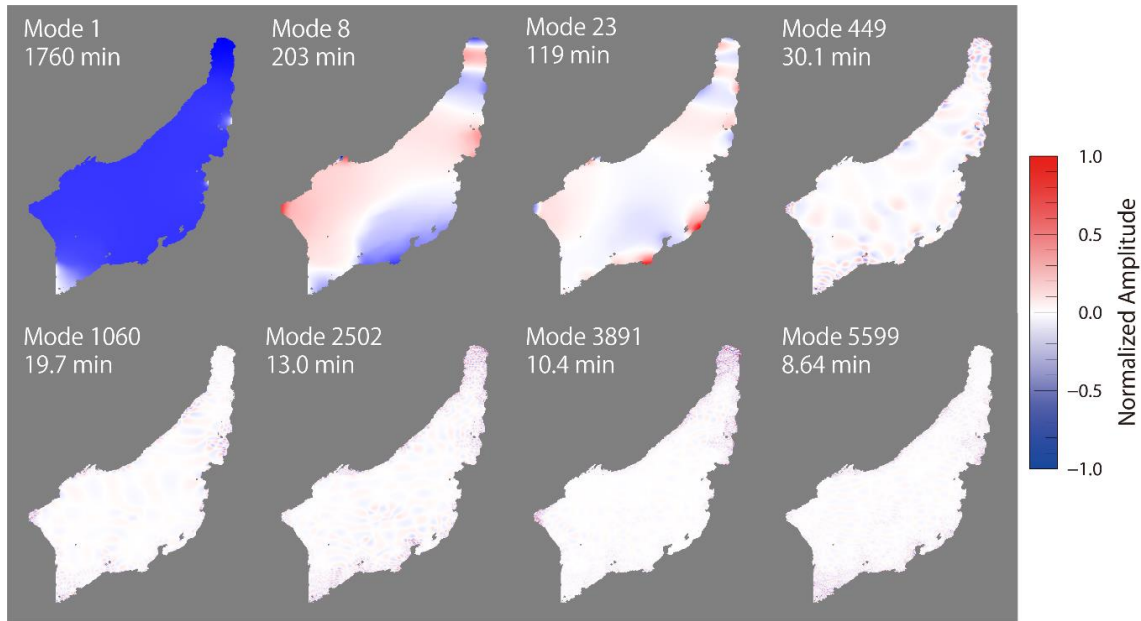 Mode 1
1760 min
Mode 8
203 min
Mode 23
119 min
Mode 449
30.1 min
Mode 1060
19.7 min
Mode 2502
13.0 min
Mode 3891
10.4 min
Mode 5599
8.64 min
1.0
0.5
0.0
−0.5
−1.0
Normalized Amplitude